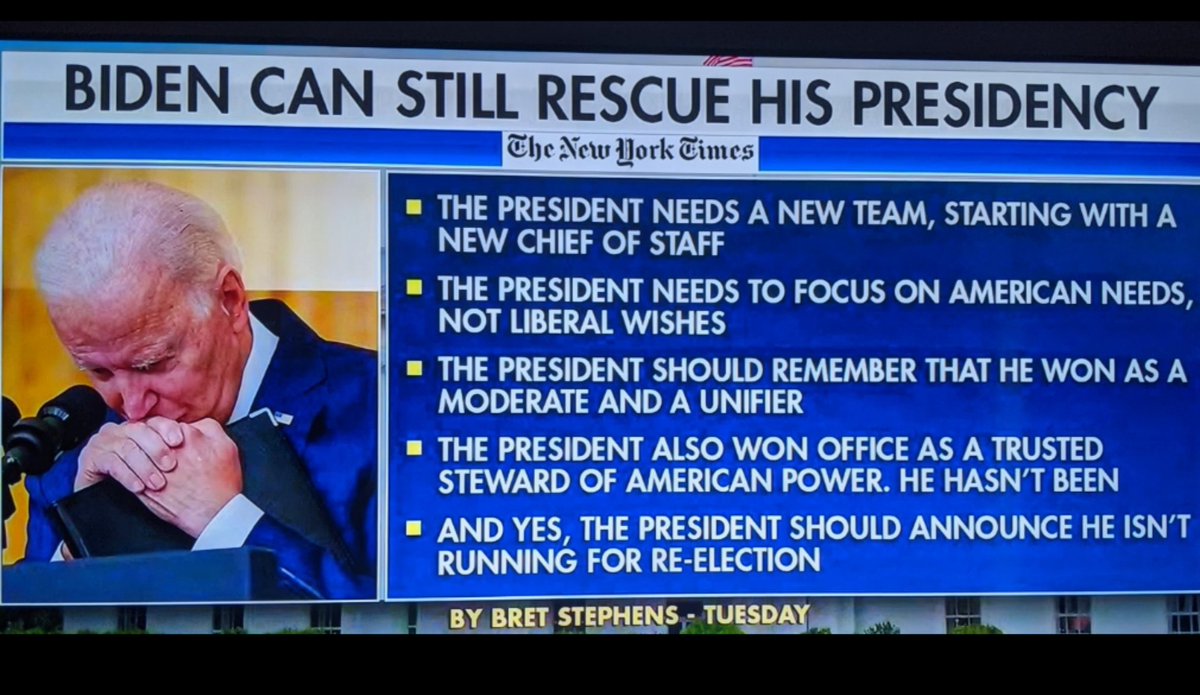 BIDEN CAN STILL RESCUE HIS PRESIDENCY
The New York Times
THE PRESIDENT NEEDS A NEW TEAM, STARTING WITH A
NEW CHIEF OF STAFF
THE PRESIDENT NEEDS TO FOCUS ON AMERICAN NEEDS,
NOT LIBERAL WISHES
THE PRESIDENT SHOULD REMEMBER THAT HE WON AS A
MODERATE AND A UNIFIER
THE PRESIDENT ALSO WON OFFICE AS A TRUSTED
STEWARD OF AMERICAN POWER. HE HASN'T BEEN
AND YES, THE PRESIDENT SHOULD ANNOUNCE HE ISN'T
RUNNING FOR RE-ELECTION
BY BRET STEPHENS - TUESDAY